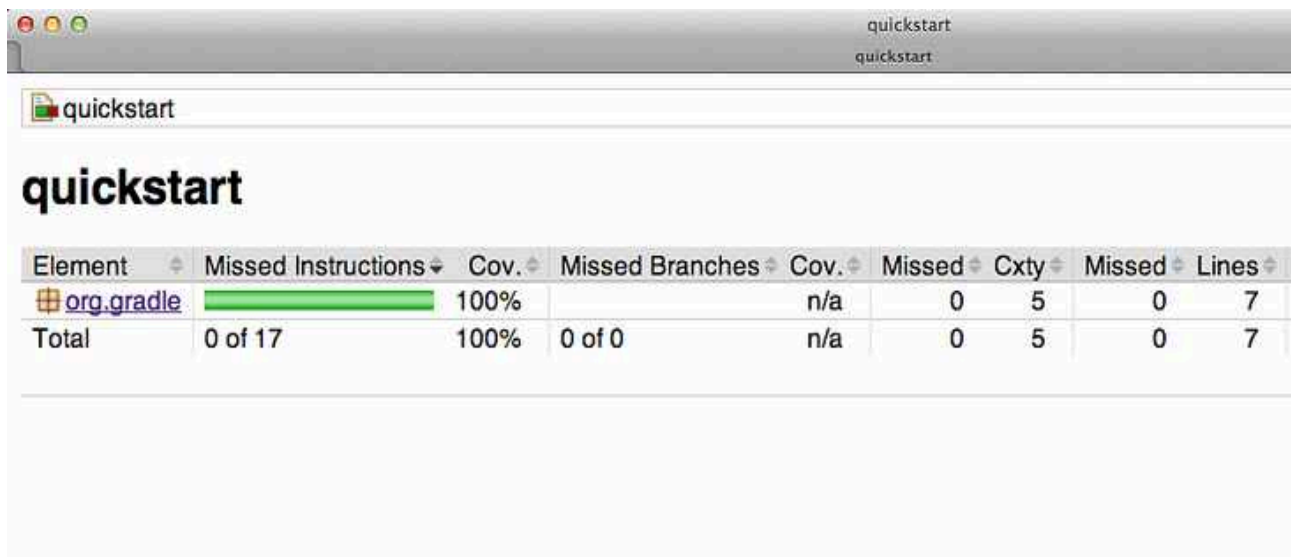 quickstart
quickstart
quickstart
quickstart
Element Missed Instructions Cov. Missed Branches Cov. Missed Cxty Missed Lines
org.gradle 100% n/a 0 5 0 7
Total 0 of 17 100% 0 of 0 n/a 0 5 0 7